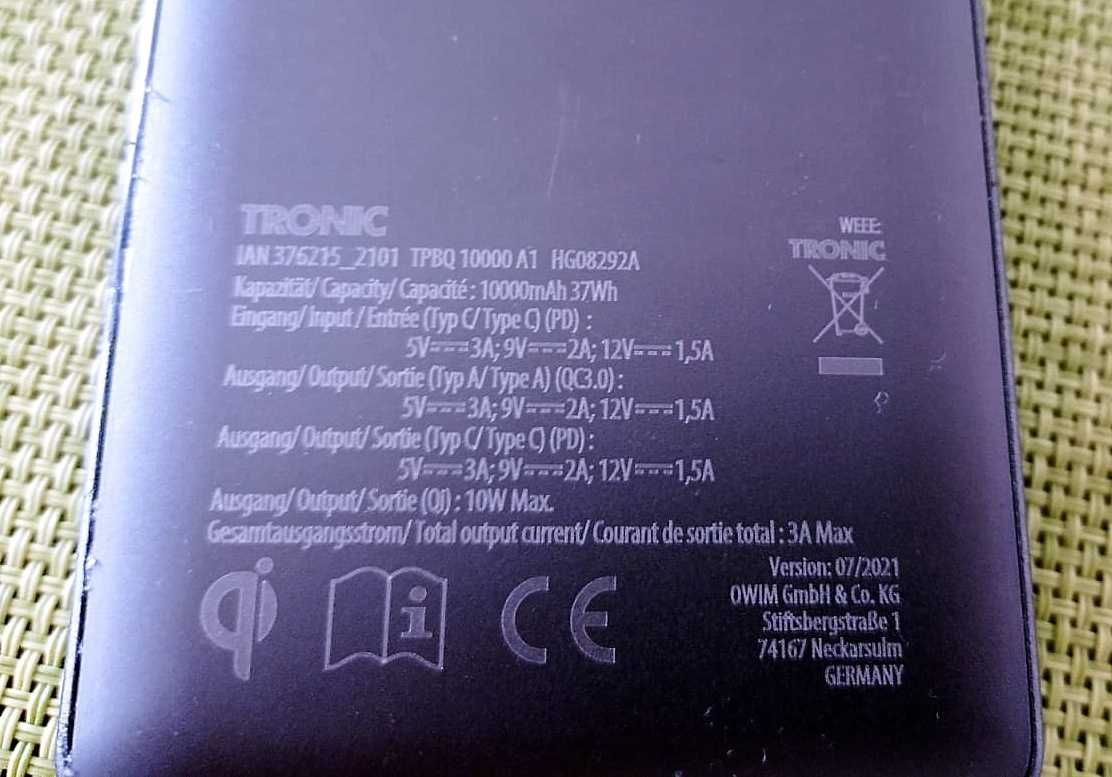 TRONIC
IAN 376215_2101 TPBQ 10000 A1 HG08292A
Kapazität/ Capacity/ Capacité : 10000mAh 37Wh
Eingang/ Input / Entrée (Typ C/ Type C) (PD) :
5V⎓3A; 9V⎓2A; 12V⎓1,5A
Ausgang/ Output/ Sortie (Typ A/ Type A) (QC3.0) :
5V⎓3A; 9V⎓2A; 12V⎓1,5A
Ausgang/ Output/ Sortie (Typ C/ Type C) (PD) :
5V⎓3A; 9V⎓2A; 12V⎓1,5A
Ausgang/ Output/ Sortie (Qi) : 10W Max.
Gesamtausgangsstrom/ Total output current/ Courant de sortie total : 3A Max
WEEE:
TRONIC
qi
i
CE
Version: 07/2021
OWIM GmbH & Co. KG
Stiftsbergstraße 1
74167 Neckarsulm
GERMANY